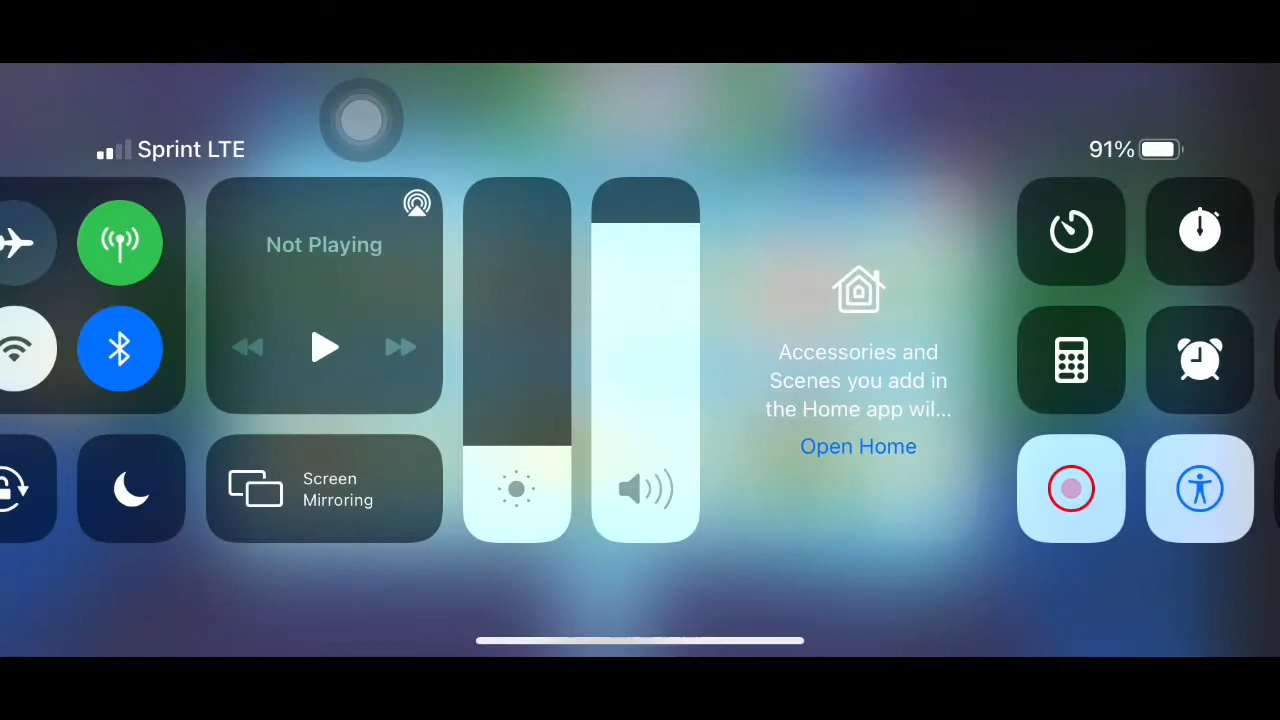 Sprint LTE
91%
Not Playing
Accessories and
Scenes you add in
the Home app wil...
Open Home
Screen
Mirroring